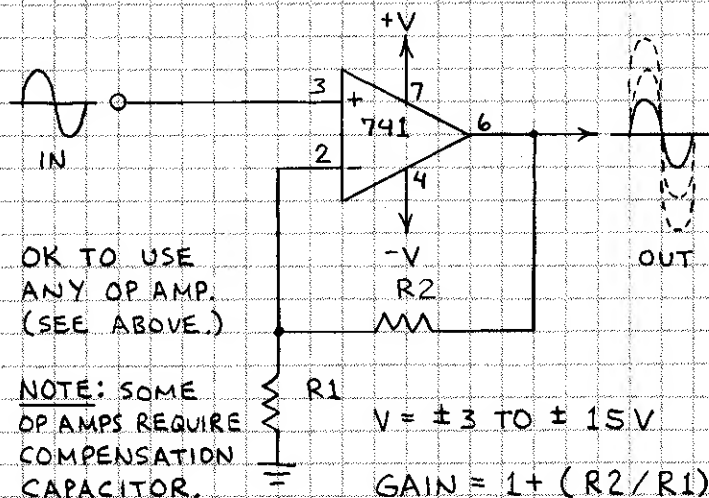 +V
3
+
7
741
6
2
-
4
-V
IN
OUT
OK TO USE
ANY OP AMP.
(SEE ABOVE.)
R2
R1
NOTE: SOME
OP AMPS REQUIRE
COMPENSATION
CAPACITOR.
V = ± 3 TO ± 15 V
GAIN = 1 + (R2/R1)